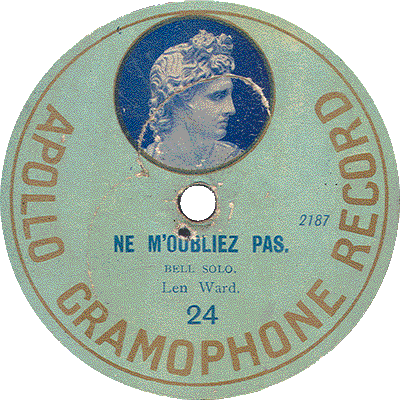 APOLLO GRAMOPHONE RECORD
2187
NE M'OUBLIEZ PAS.
BELL SOLO.
Len Ward.
24